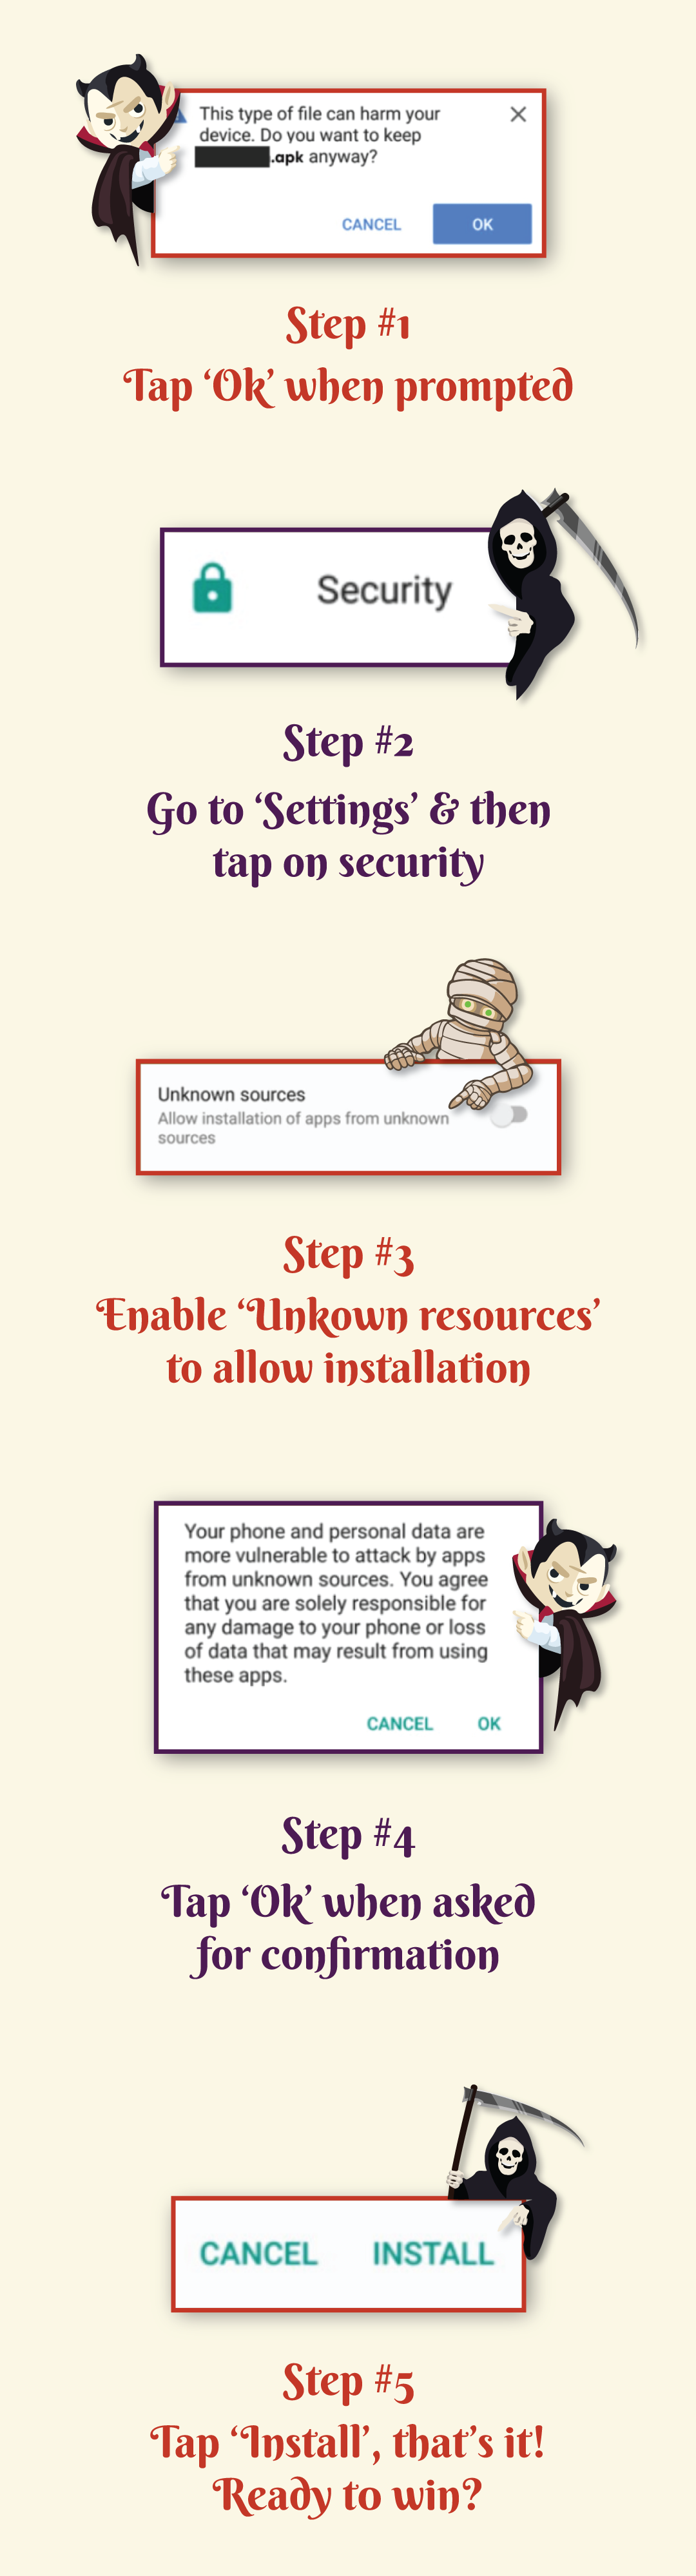 This type of file can harm your
device. Do you want to keep
.apk anyway?
CANCEL OK
Step #1
Tap ‘Ok’ when prompted
Security
Step #2
Go to ‘Settings’ & then
tap on security
Unknown sources
Allow installation of apps from unknown
sources
Step #3
Enable ‘Unkown resources’
to allow installation
Your phone and personal data are
more vulnerable to attack by apps
from unknown sources. You agree
that you are solely responsible for
any damage to your phone or loss
of data that may result from using
these apps.
CANCEL OK
Step #4
Tap ‘Ok’ when asked
for confirmation
CANCEL INSTALL
Step #5
Tap ‘Install’, that’s it!
Ready to win?